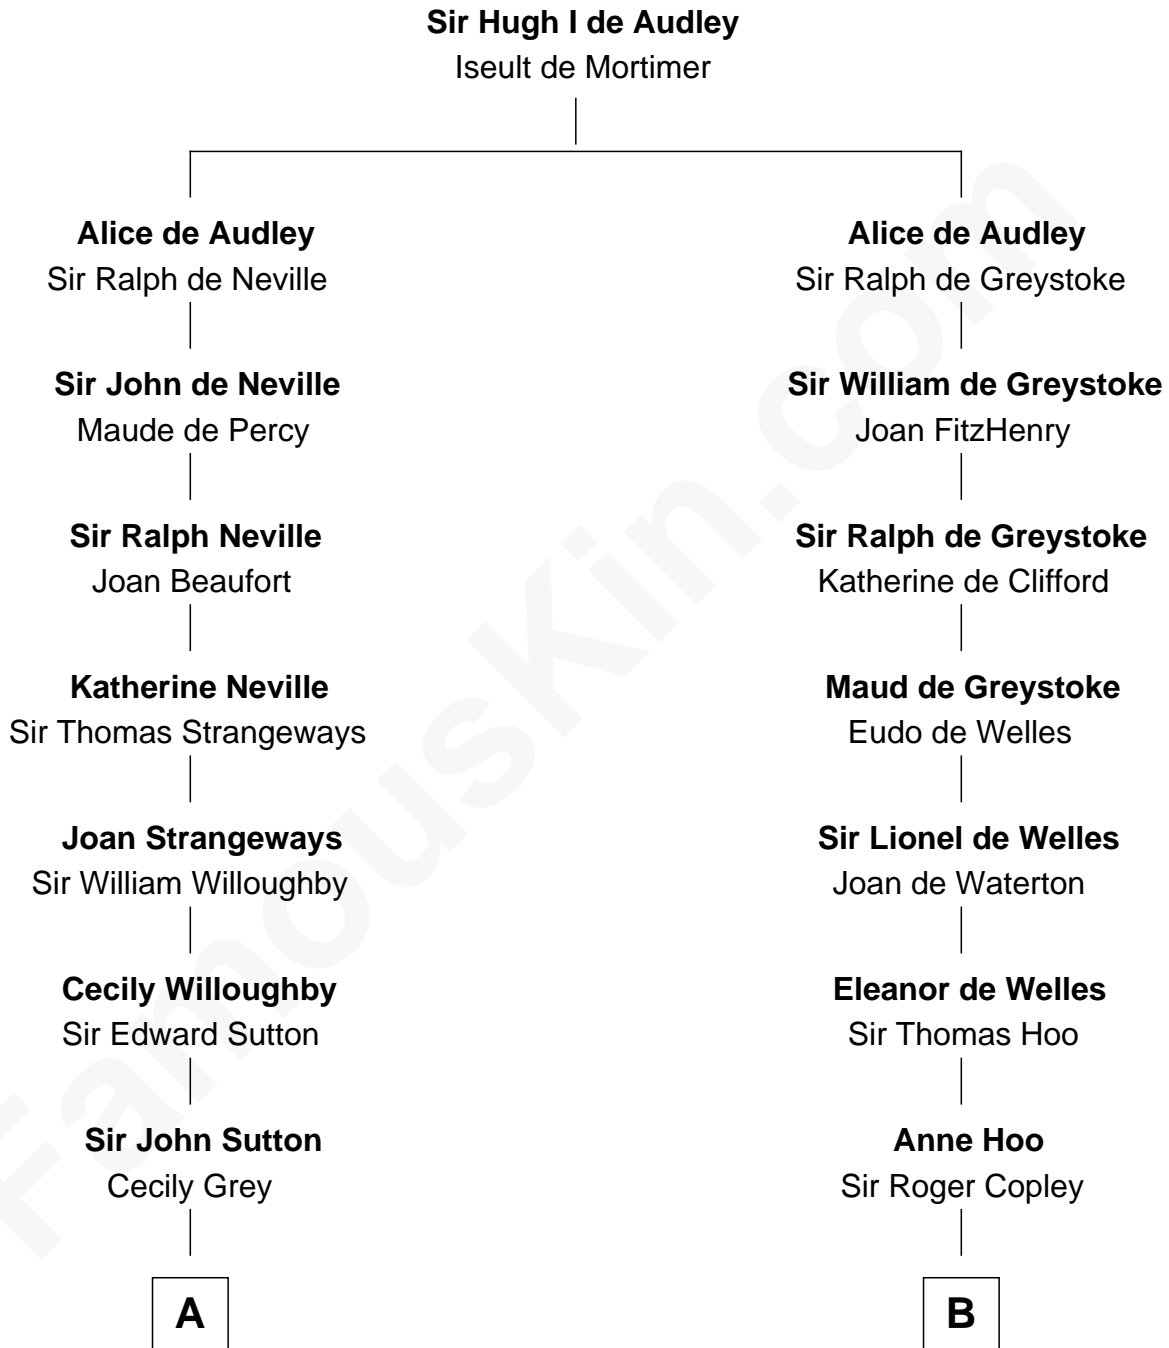 Sir Hugh I de Audley
Iseult de Mortimer
Alice de Audley
Sir Ralph de Neville
Alice de Audley
Sir Ralph de Greystoke
Sir John de Neville
Maude de Percy
Sir William de Greystoke
Joan FitzHenry
Sir Ralph Neville
Joan Beaufort
Sir Ralph de Greystoke
Katherine de Clifford
Katherine Neville
Sir Thomas Strangeways
Maud de Greystoke
Eudo de Welles
Joan Strangeways
Sir William Willoughby
Sir Lionel de Welles
Joan de Waterton
Cecily Willoughby
Sir Edward Sutton
Eleanor de Welles
Sir Thomas Hoo
Sir John Sutton
Cecily Grey
Anne Hoo
Sir Roger Copley
A
B
FamousKin.com